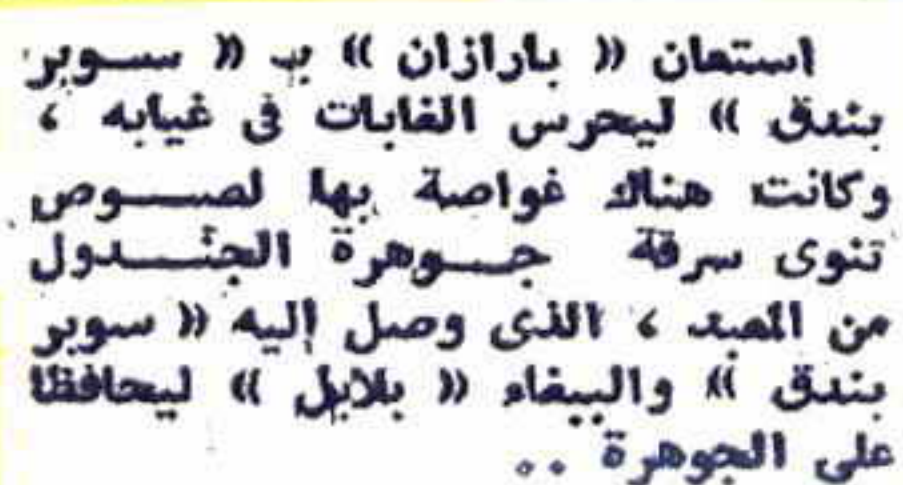 استعان « بارازان » بـ « سوبر
بندق » ليحرس الغابات فى غيابه ،
وكانت هناك غواصة بها لصوص
تنوى سرقة جوهرة الجندول
من المعبد ، الذى وصل إليه « سوبر
بندق » والببغاء « بلابل » ليحافظا
على الجوهرة ..